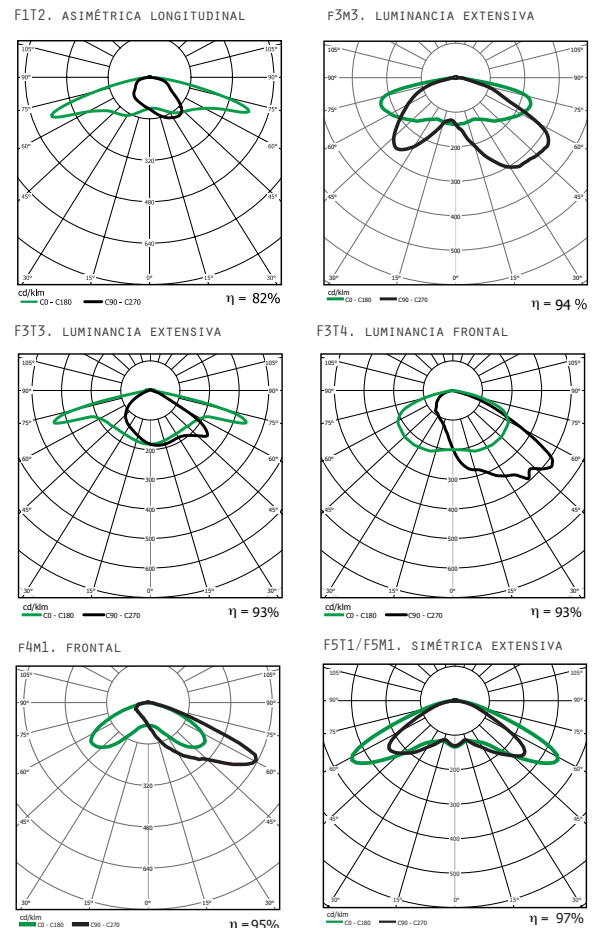 F1T2. ASIMÉTRICA LONGITUDINAL
105° 105°
90° 90°
75° 75°
60° 60°
45° 45°
320
480
640
30° 15° 0° 15° 30°
cd/klm
C0 - C180 C90 - C270
η = 82%
F3M3. LUMINANCIA EXTENSIVA
105° 105°
90° 90°
75° 75°
60° 60°
45° 45°
200
300
400
500
30° 15° 0° 15° 30°
cd/klm
C0 - C180 C90 - C270
η = 94 %
F3T3. LUMINANCIA EXTENSIVA
105° 105°
90° 90°
75° 75°
60° 60°
45° 45°
200
300
400
500
600
30° 15° 0° 15° 30°
cd/klm
C0 - C180 C90 - C270
η = 93%
F3T4. LUMINANCIA FRONTAL
105° 105°
90° 90°
75° 75°
60° 60°
45° 45°
300
400
500
600
30° 15° 0° 15° 30°
cd/klm
C0 - C180 C90 - C270
η = 93%
F4M1. FRONTAL
105° 105°
90° 90°
75° 75°
60° 60°
45° 45°
320
480
640
30° 15° 0° 15° 30°
cd/klm
C0 - C180 C90 - C270
η = 95%
F5T1/F5M1. SIMÉTRICA EXTENSIVA
105° 105°
90° 90°
75° 75°
60° 60°
45° 45°
200
300
400
500
30° 15° 0° 15° 30°
cd/klm
C0 - C180 C90 - C270
η = 97%